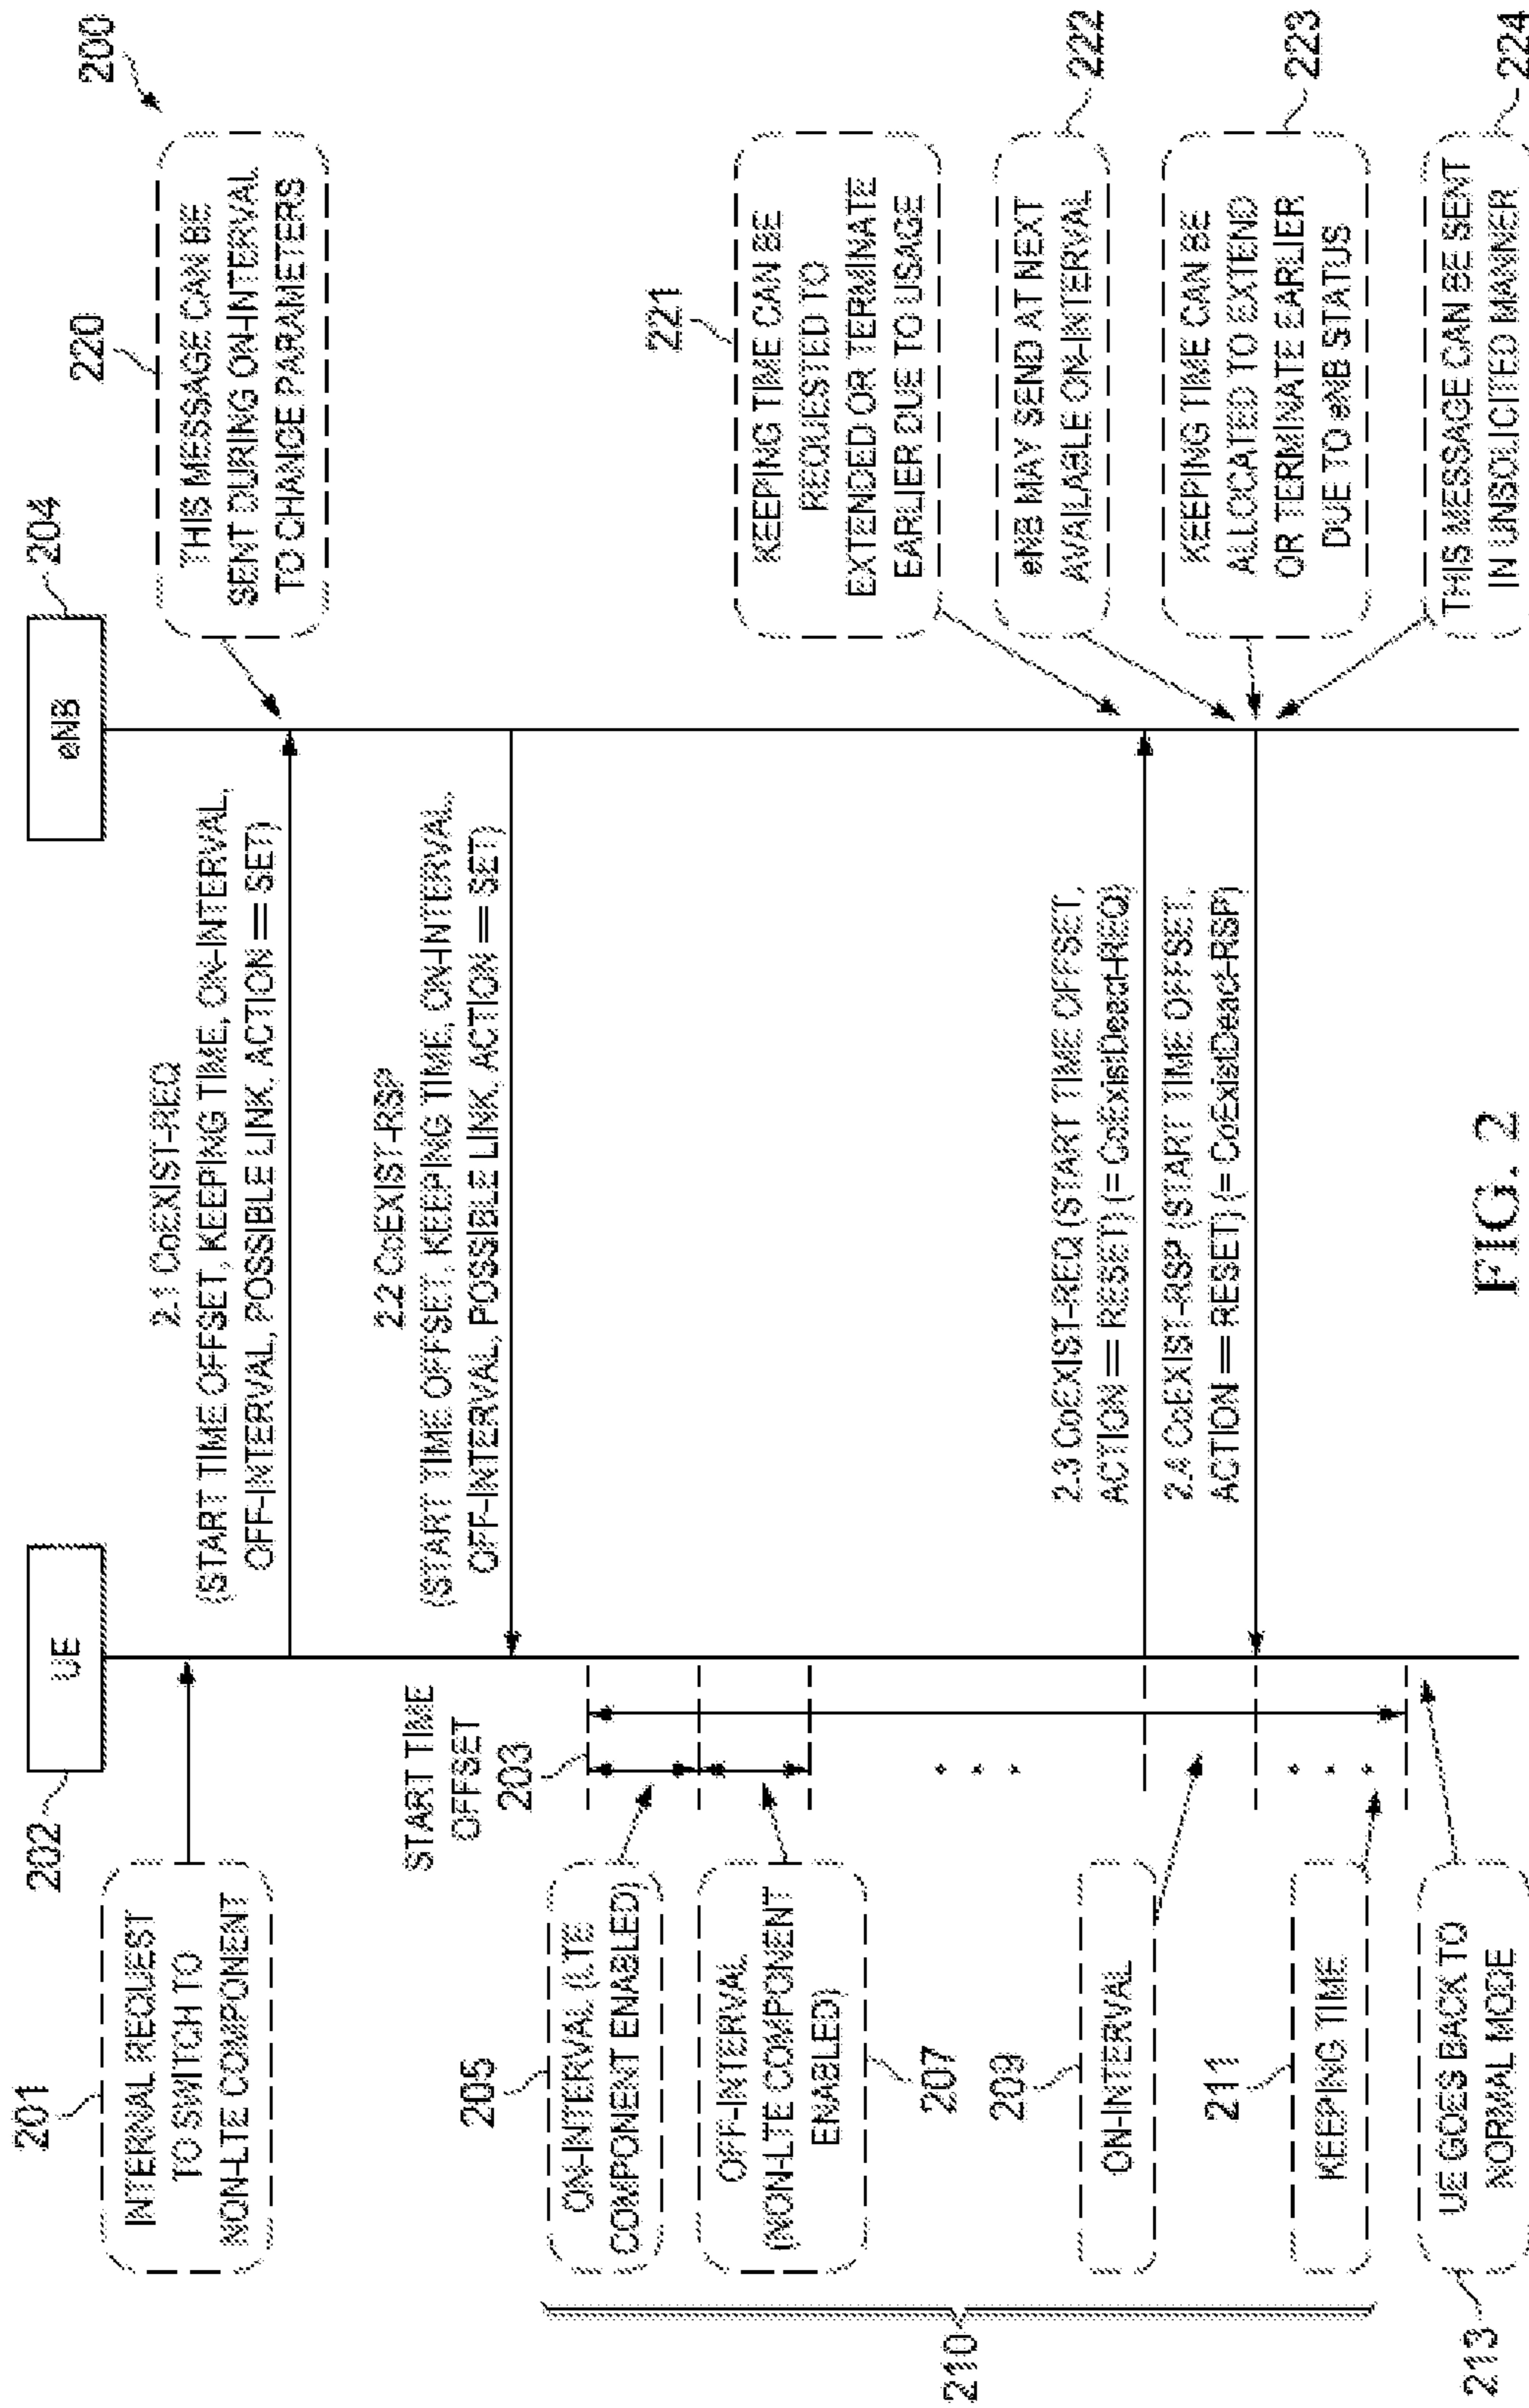 200
UE
202
eNB
204
201
INTERNAL REQUEST
TO SWITCH TO
NON-LTE COMPONENT
2.1 CoEXIST-REQ
(START TIME OFFSET, KEEPING TIME, ON-INTERVAL,
OFF-INTERVAL, POSSIBLE LINK, ACTION == SET)
220
THIS MESSAGE CAN BE
SENT DURING ON-INTERVAL
TO CHANGE PARAMETERS
2.2 CoEXIST-RSP
(START TIME OFFSET, KEEPING TIME, ON-INTERVAL,
OFF-INTERVAL, POSSIBLE LINK, ACTION == SET)
START TIME
OFFSET
203
205
ON-INTERVAL (LTE
COMPONENT ENABLED)
OFF-INTERVAL
(NON-LTE COMPONENT
ENABLED)
207
209
ON-INTERVAL
211
KEEPING TIME
210
UE GOES BACK TO
NORMAL MODE
213
2.3 CoEXIST-REQ (START TIME OFFSET,
ACTION == RESET) (= CoExistDeact-REQ)
2.4 CoEXIST-RSP (START TIME OFFSET,
ACTION == RESET) (= CoExistDeact-RSP)
221
KEEPING TIME CAN BE
REQUESTED TO
EXTENDED OR TERMINATE
EARLIER DUE TO USAGE
eNB MAY SEND AT NEXT
AVAILABLE ON-INTERVAL
222
KEEPING TIME CAN BE
ALLOCATED TO EXTEND
OR TERMINATE EARLIER
DUE TO eNB STATUS
223
THIS MESSAGE CAN BE SENT
IN UNSOLICITED MANNER
224
FIG. 2